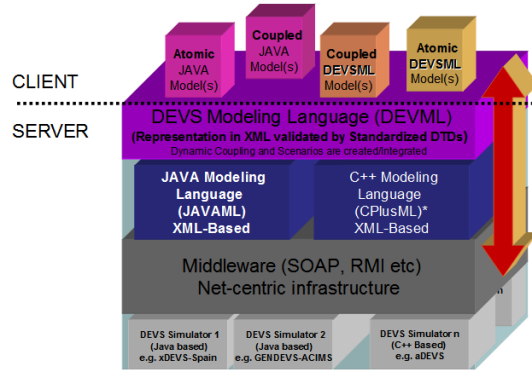 Atomic
JAVA
Model(s)
Coupled
JAVA
Model(s)
Coupled
DEVSML
Model(s)
Atomic
DEVSML
Model(s)
CLIENT
SERVER
DEVS Modeling Language (DEVML)
(Representation in XML validated by Standardized DTDs)
Dynamic Coupling and Scenarios are created/Integrated
JAVA Modeling
Language
(JAVAML)
XML-Based
C++ Modeling
Language
(CPlusML)*
XML-Based
Middleware (SOAP, RMI etc)
Net-centric infrastructure
DEVS Simulator 1
(Java based)
e.g. xDEVS-Spain
DEVS Simulator 2
(Java based)
e.g. GENDEVS-ACIMS
DEVS Simulator n
(C++ Based)
e.g. aDEVS